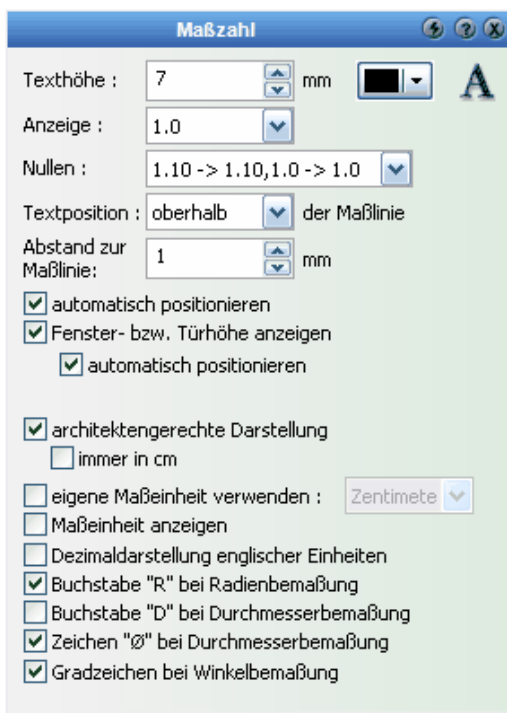 Maßzahl
Texthöhe : 7 mm A
Anzeige : 1.0
Nullen : 1.10 -> 1.10,1.0 -> 1.0
Textposition : oberhalb der Maßlinie
Abstand zur
Maßlinie: 1 mm
automatisch positionieren
Fenster- bzw. Türhöhe anzeigen
automatisch positionieren
architektengerechte Darstellung
immer in cm
eigene Maßeinheit verwenden : Zentimete
Maßeinheit anzeigen
Dezimaldarstellung englischer Einheiten
Buchstabe "R" bei Radienbemaßung
Buchstabe "D" bei Durchmesserbemaßung
Zeichen "Ø" bei Durchmesserbemaßung
Gradzeichen bei Winkelbemaßung